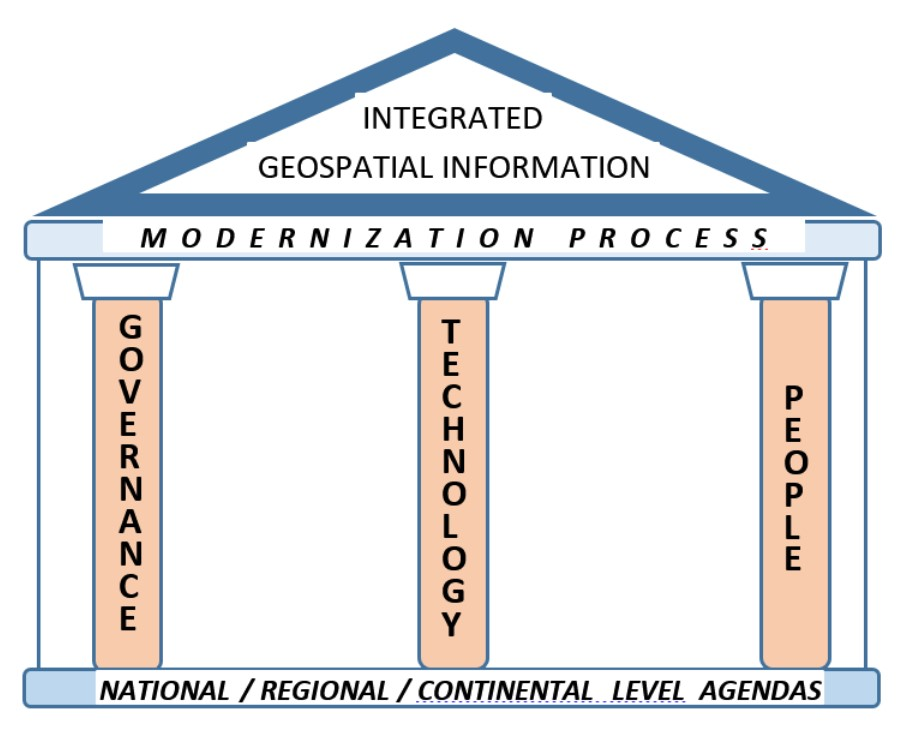 INTEGRATED
GEOSPATIAL INFORMATION
MODERNIZATION PROCESS
GOVERNANCE
TECHNOLOGY
PEOPLE
NATIONAL / REGIONAL / CONTINENTAL LEVEL AGENDAS